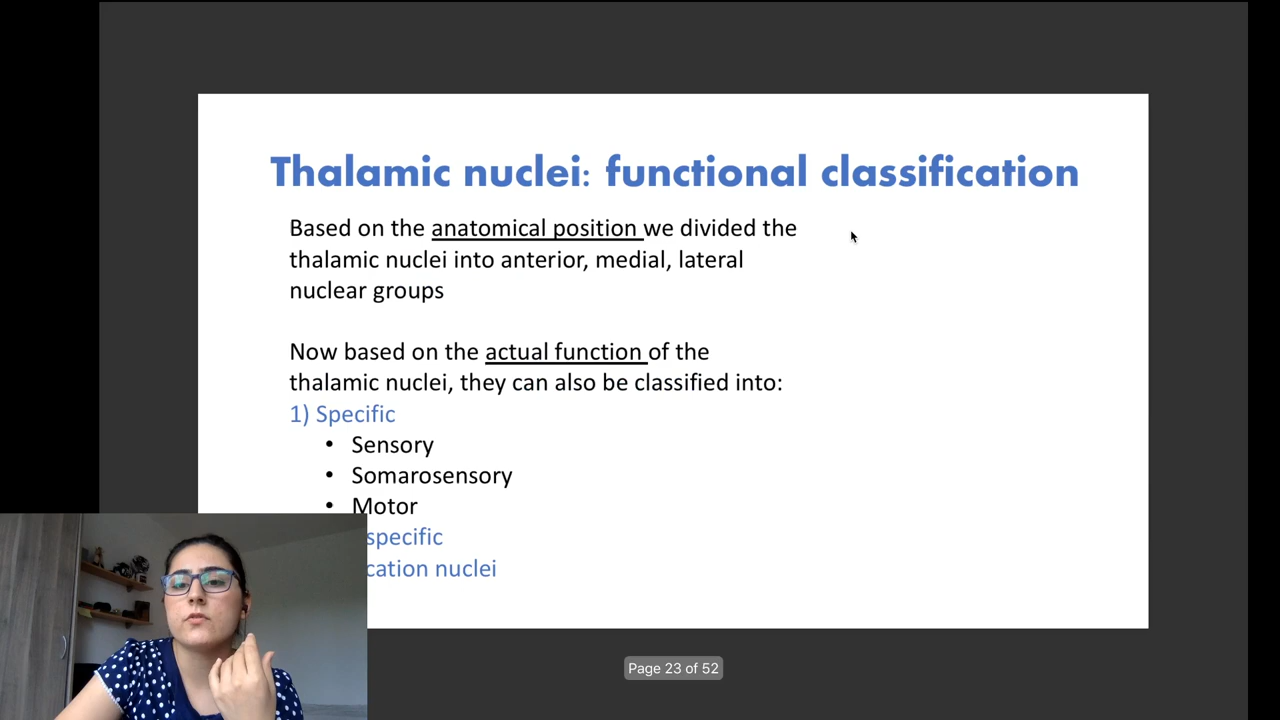 Thalamic nuclei: functional classification
Based on the anatomical position we divided the
thalamic nuclei into anterior, medial, lateral
nuclear groups
Now based on the actual function of the
thalamic nuclei, they can also be classified into:
1) Specific
• Sensory
• Somarosensory
• Motor
specific
cation nuclei
Page 23 of 52